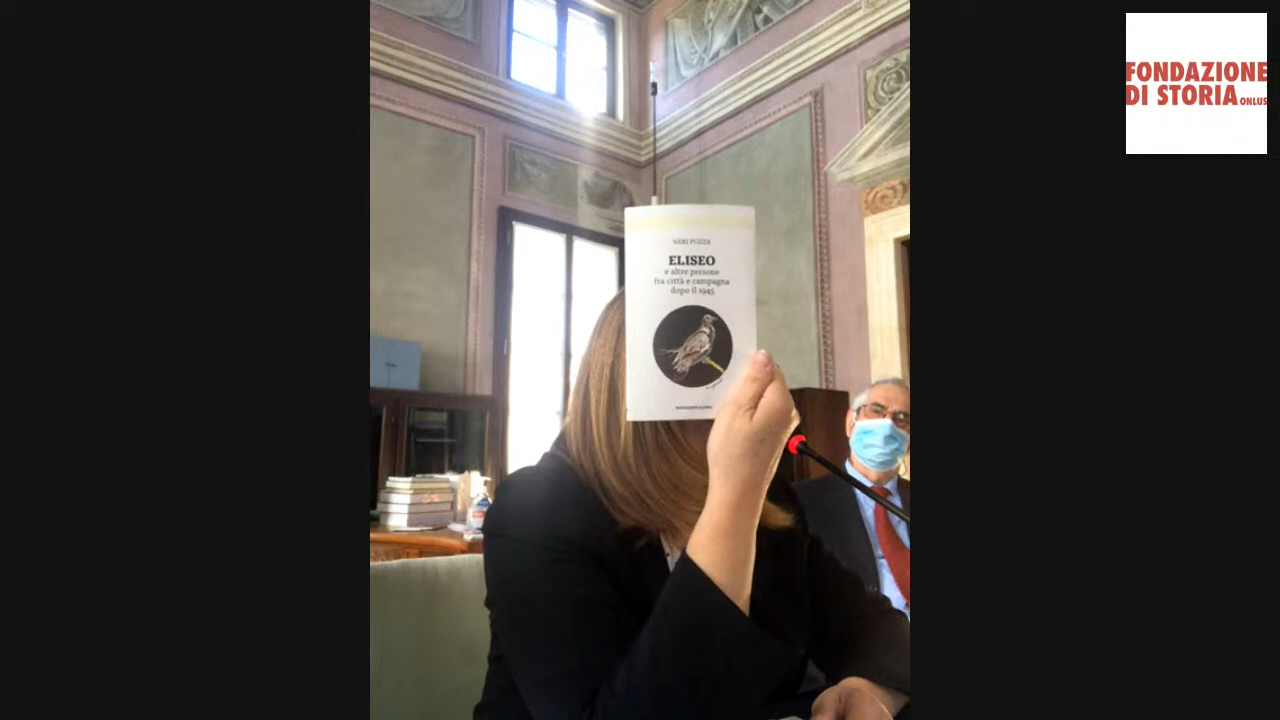 NERI POZZA
ELISEO
e altre persone
fra città e campagna
dopo il 1945
FONDAZIONE
DI STORIA ONLUS